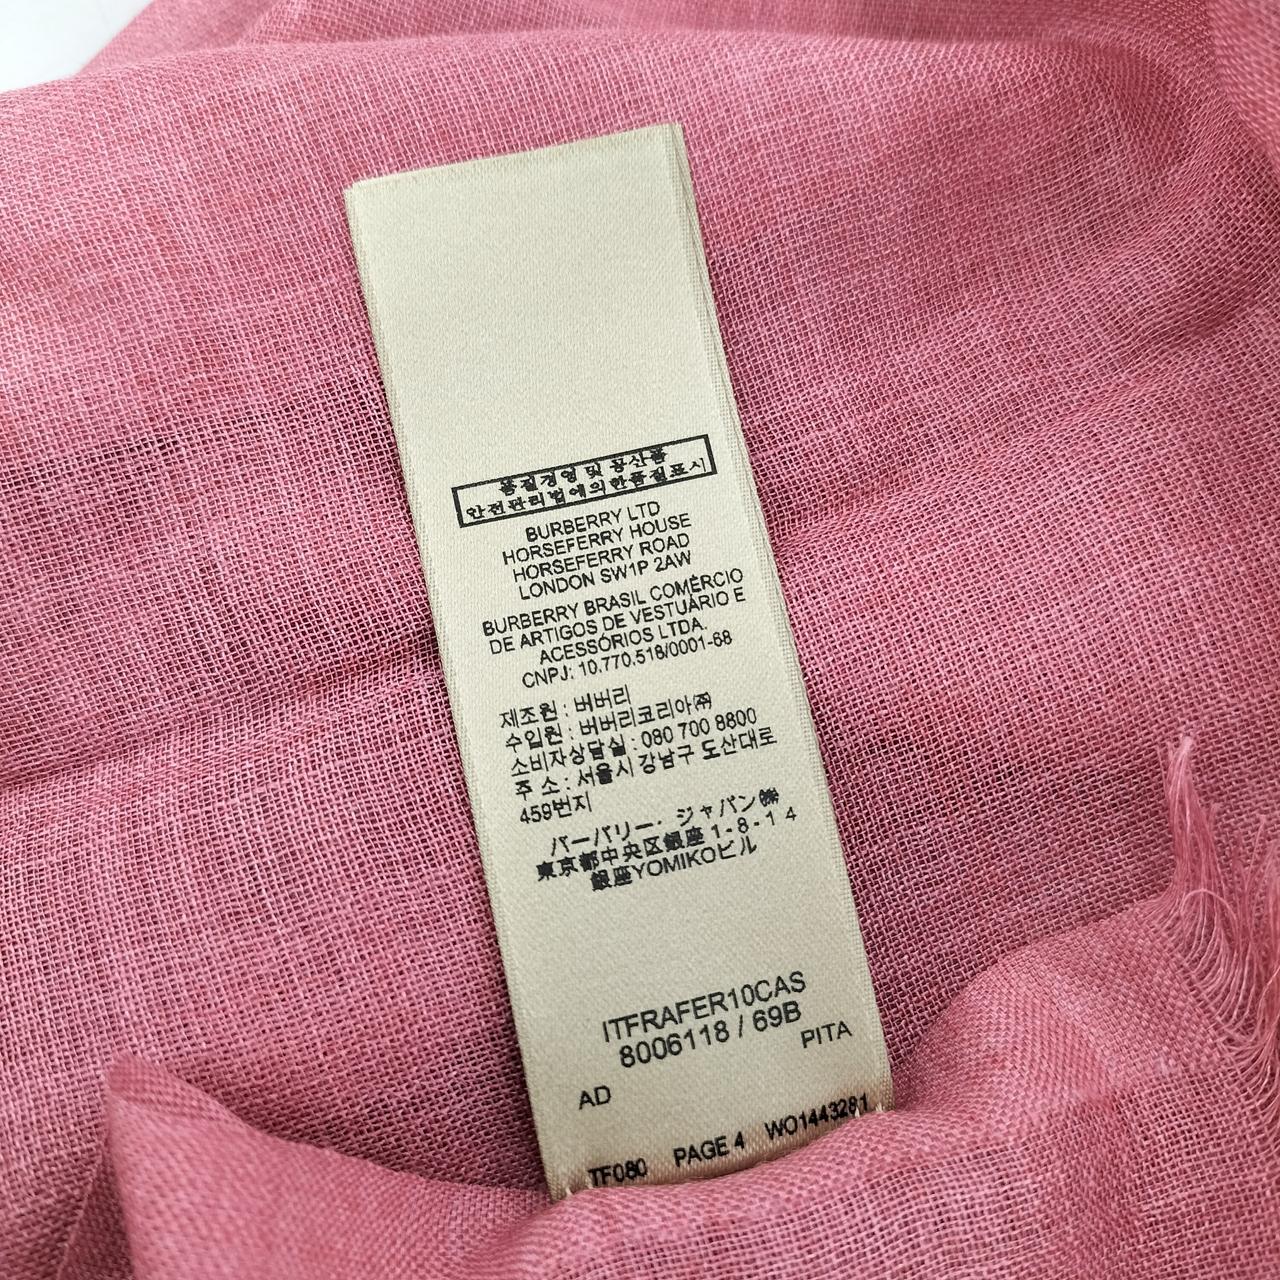 품질경영 및 공산품
안전관리법에의한품질표시
BURBERRY LTD
HORSEFERRY HOUSE
HORSEFERRY ROAD
LONDON SW1P 2AW
BURBERRY BRASIL COMÉRCIO
DE ARTIGOS DE VESTUÁRIO E
ACESSÓRIOS LTDA.
CNPJ: 10.770.518/0001-68
제조원 : 버버리
수입원 : 버버리코리아㈜
소비자상담실 : 080 700 8800
주 소 : 서울시 강남구 도산대로
459번지
バーバリー・ジャパン㈱
東京都中央区銀座1-8-14
銀座YOMIKOビル
ITFRAFER10CAS
8006118 / 69B
PITA
AD
TF080 PAGE 4 WO1443281